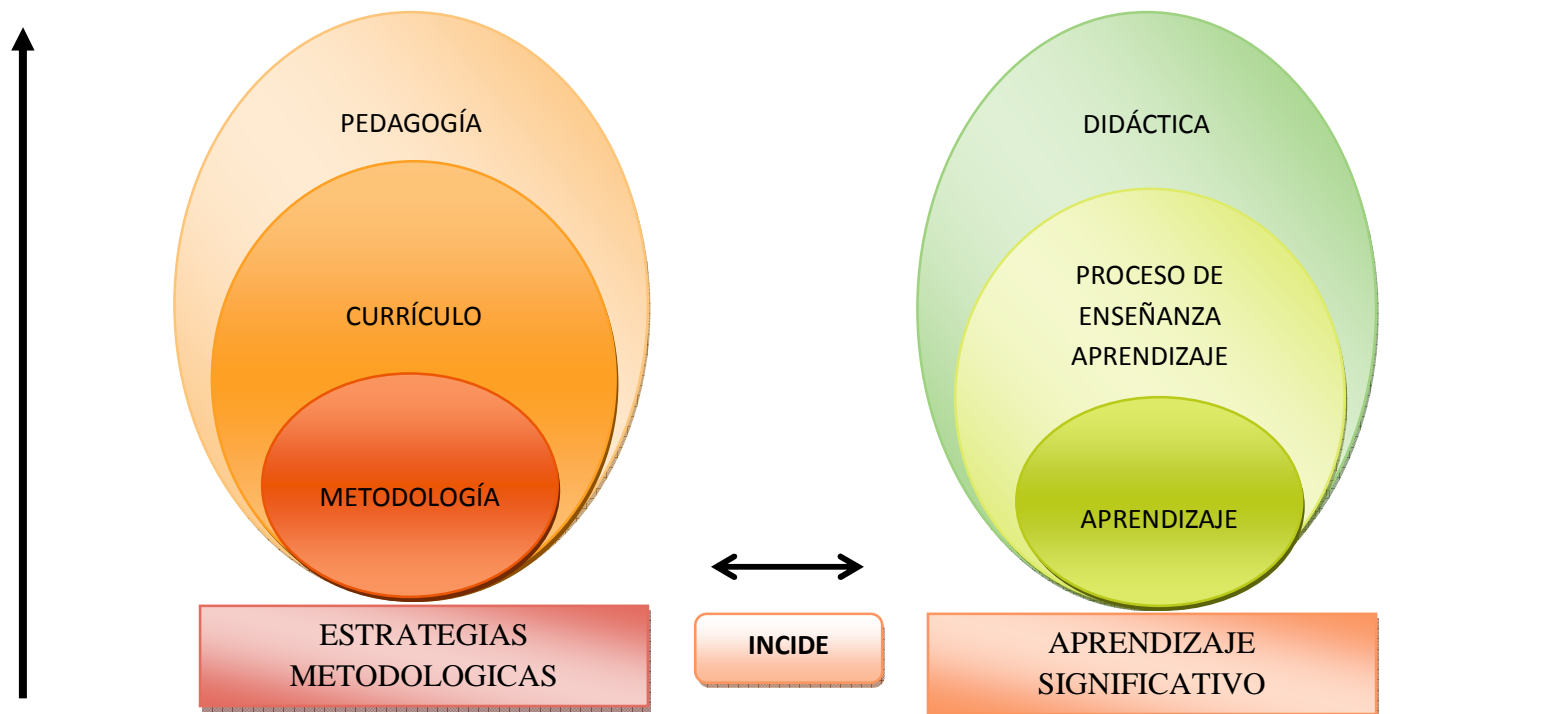 PEDAGOGÍA
CURRÍCULO
METODOLOGÍA
ESTRATEGIAS
METODOLOGICAS
INCIDE
DIDÁCTICA
PROCESO DE
ENSEÑANZA
APRENDIZAJE
APRENDIZAJE
APRENDIZAJE
SIGNIFICATIVO